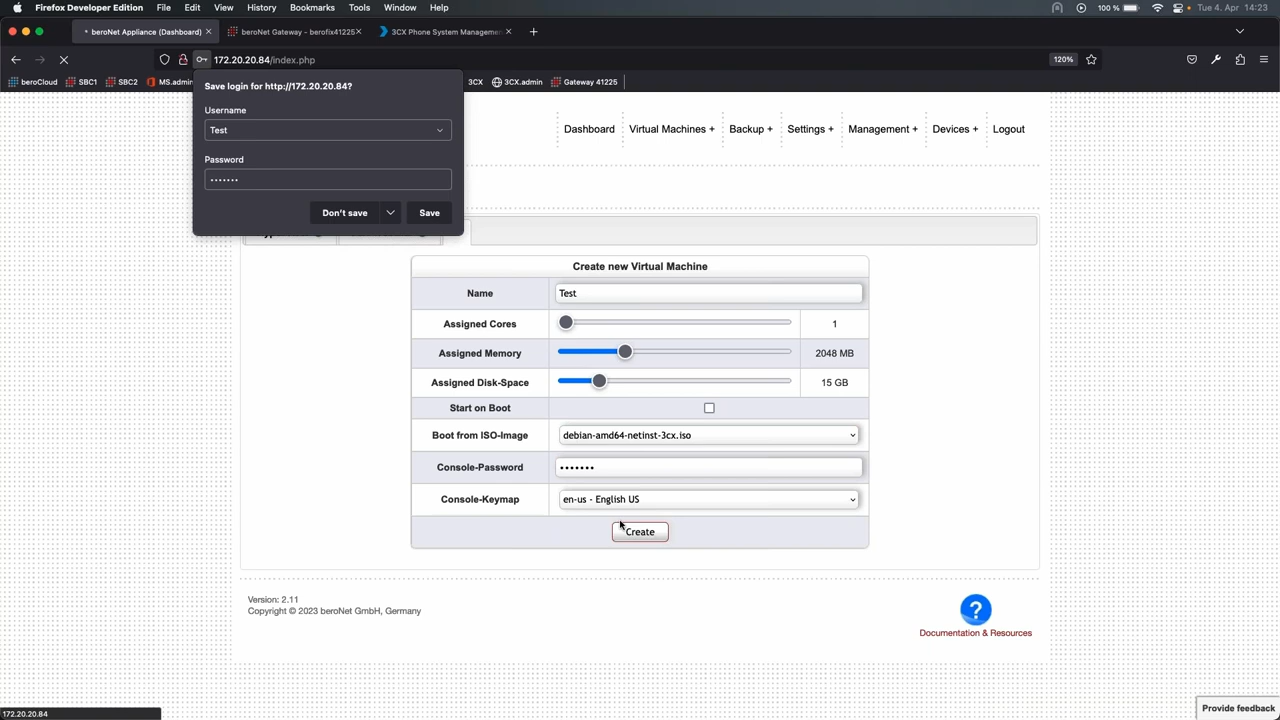 Firefox Developer Edition File Edit View History Bookmarks Tools Window Help 100 % Tue 4. Apr 14:23
beroNet Appliance (Dashboard) beroNet Gateway - berofix41225 3CX Phone System Managemen
172.20.20.84/index.php 120%
beroCloud SBC1 SBC2 MS.admin 3CX 3CX.admin Gateway 41225
Save login for http://172.20.20.84?
Username
Test
Password
•••••••
Don't save Save
Dashboard Virtual Machines + Backup + Settings + Management + Devices + Logout
Create new Virtual Machine
Name Test
Assigned Cores 1
Assigned Memory 2048 MB
Assigned Disk-Space 15 GB
Start on Boot
Boot from ISO-Image debian-amd64-netinst-3cx.iso
Console-Password •••••••
Console-Keymap en-us - English US
Create
Version: 2.11
Copyright © 2023 beroNet GmbH, Germany
?
Documentation & Resources
172.20.20.84
Provide feedback